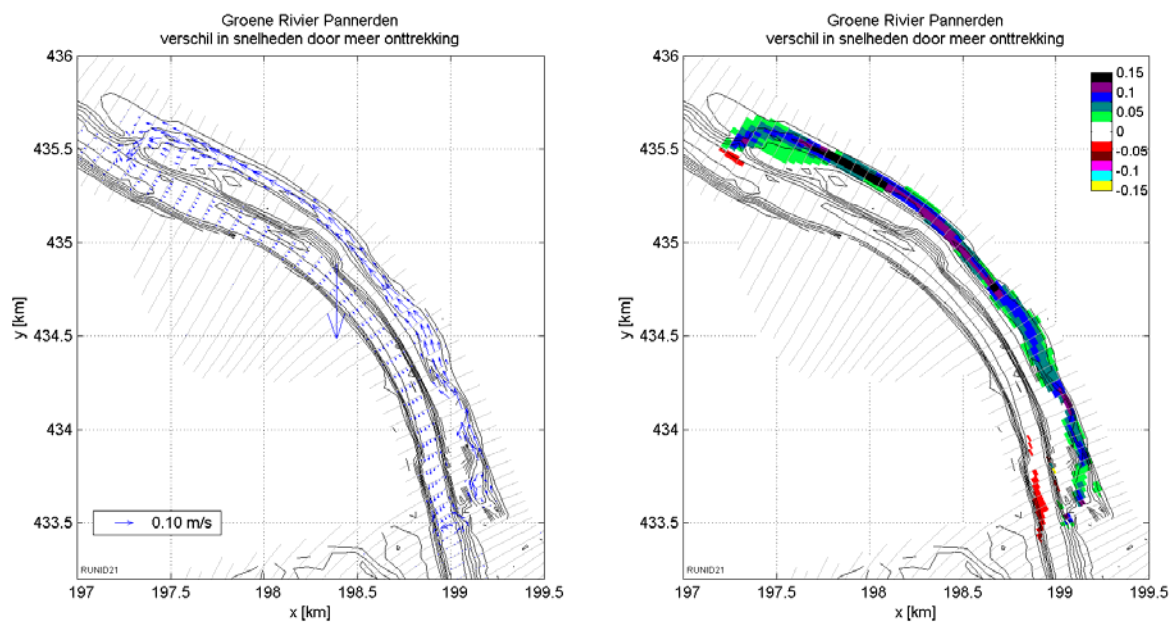 Groene Rivier Pannerden
verschil in snelheden door meer onttrekking
436
435.5
435
434.5
434
433.5
y [km]
0.10 m/s
RUNID21
197
197.5
198
198.5
199
199.5
x [km]
Groene Rivier Pannerden
verschil in snelheden door meer onttrekking
436
435.5
435
434.5
434
433.5
y [km]
0.15
0.1
0.05
0
-0.05
-0.1
-0.15
RUNID21
197
197.5
198
198.5
199
199.5
x [km]